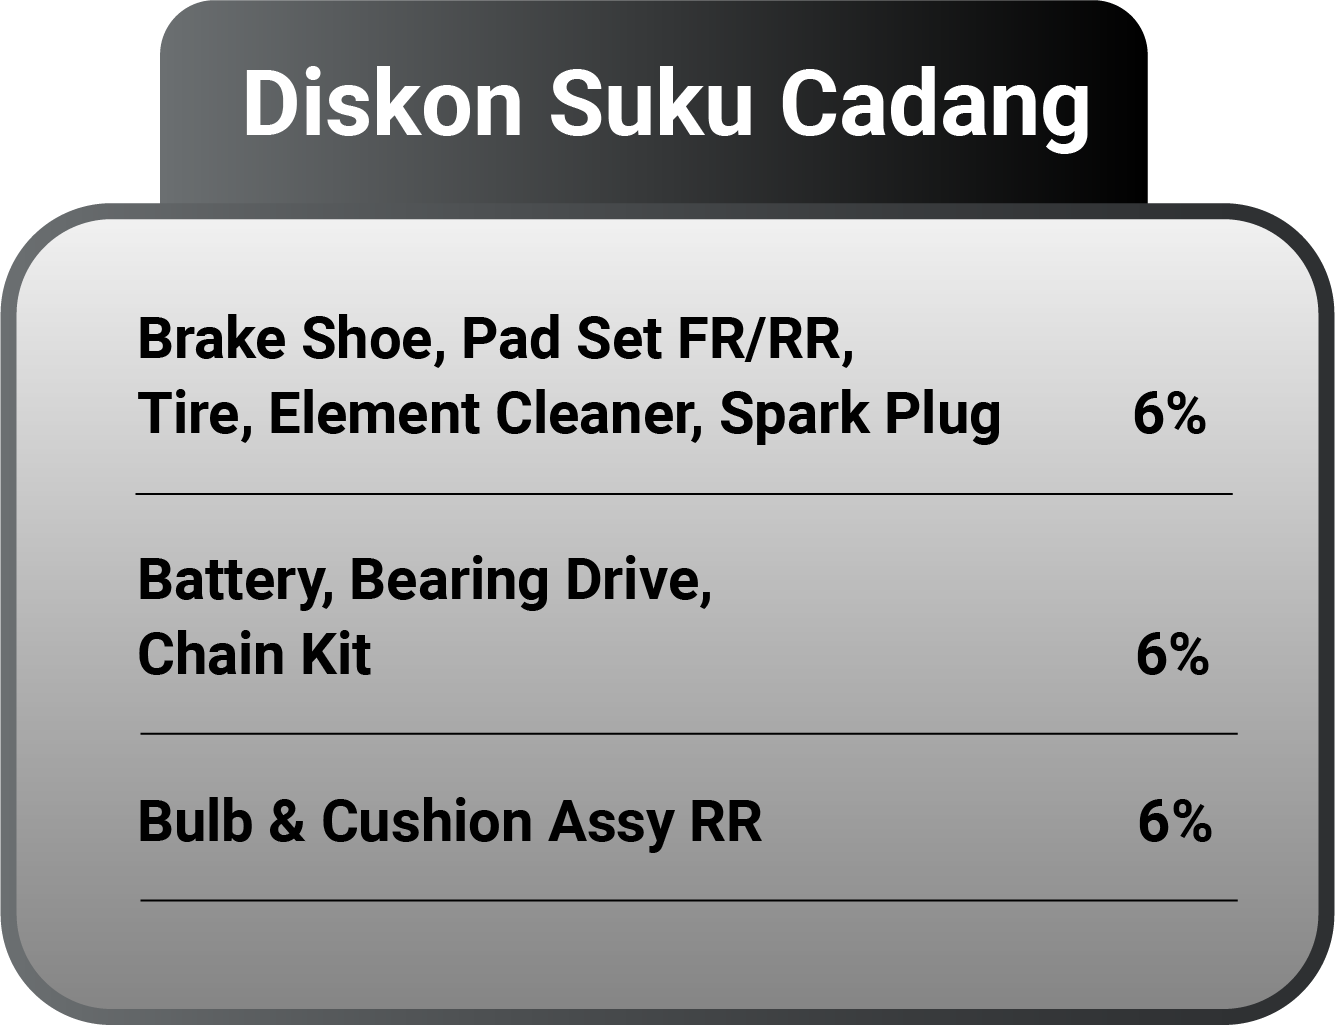 Diskon Suku Cadang
Brake Shoe, Pad Set FR/RR,
Tire, Element Cleaner, Spark Plug 6%
Battery, Bearing Drive,
Chain Kit 6%
Bulb & Cushion Assy RR 6%